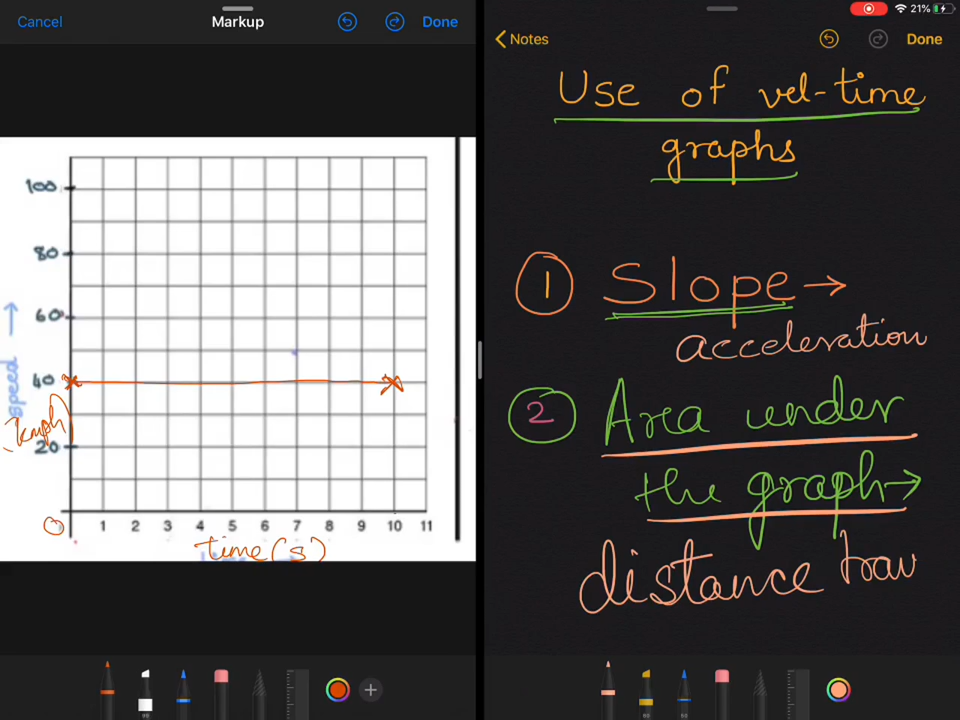 Cancel
Markup
Done
100
80
60
40
20
0
speed
kmph
1 2 3 4 5 6 7 8 9 10 11
time(s)
21%
Notes
Done
Use of vel-time
graphs
1 Slope →
acceleration
2 Area under
the graph →
distance trav